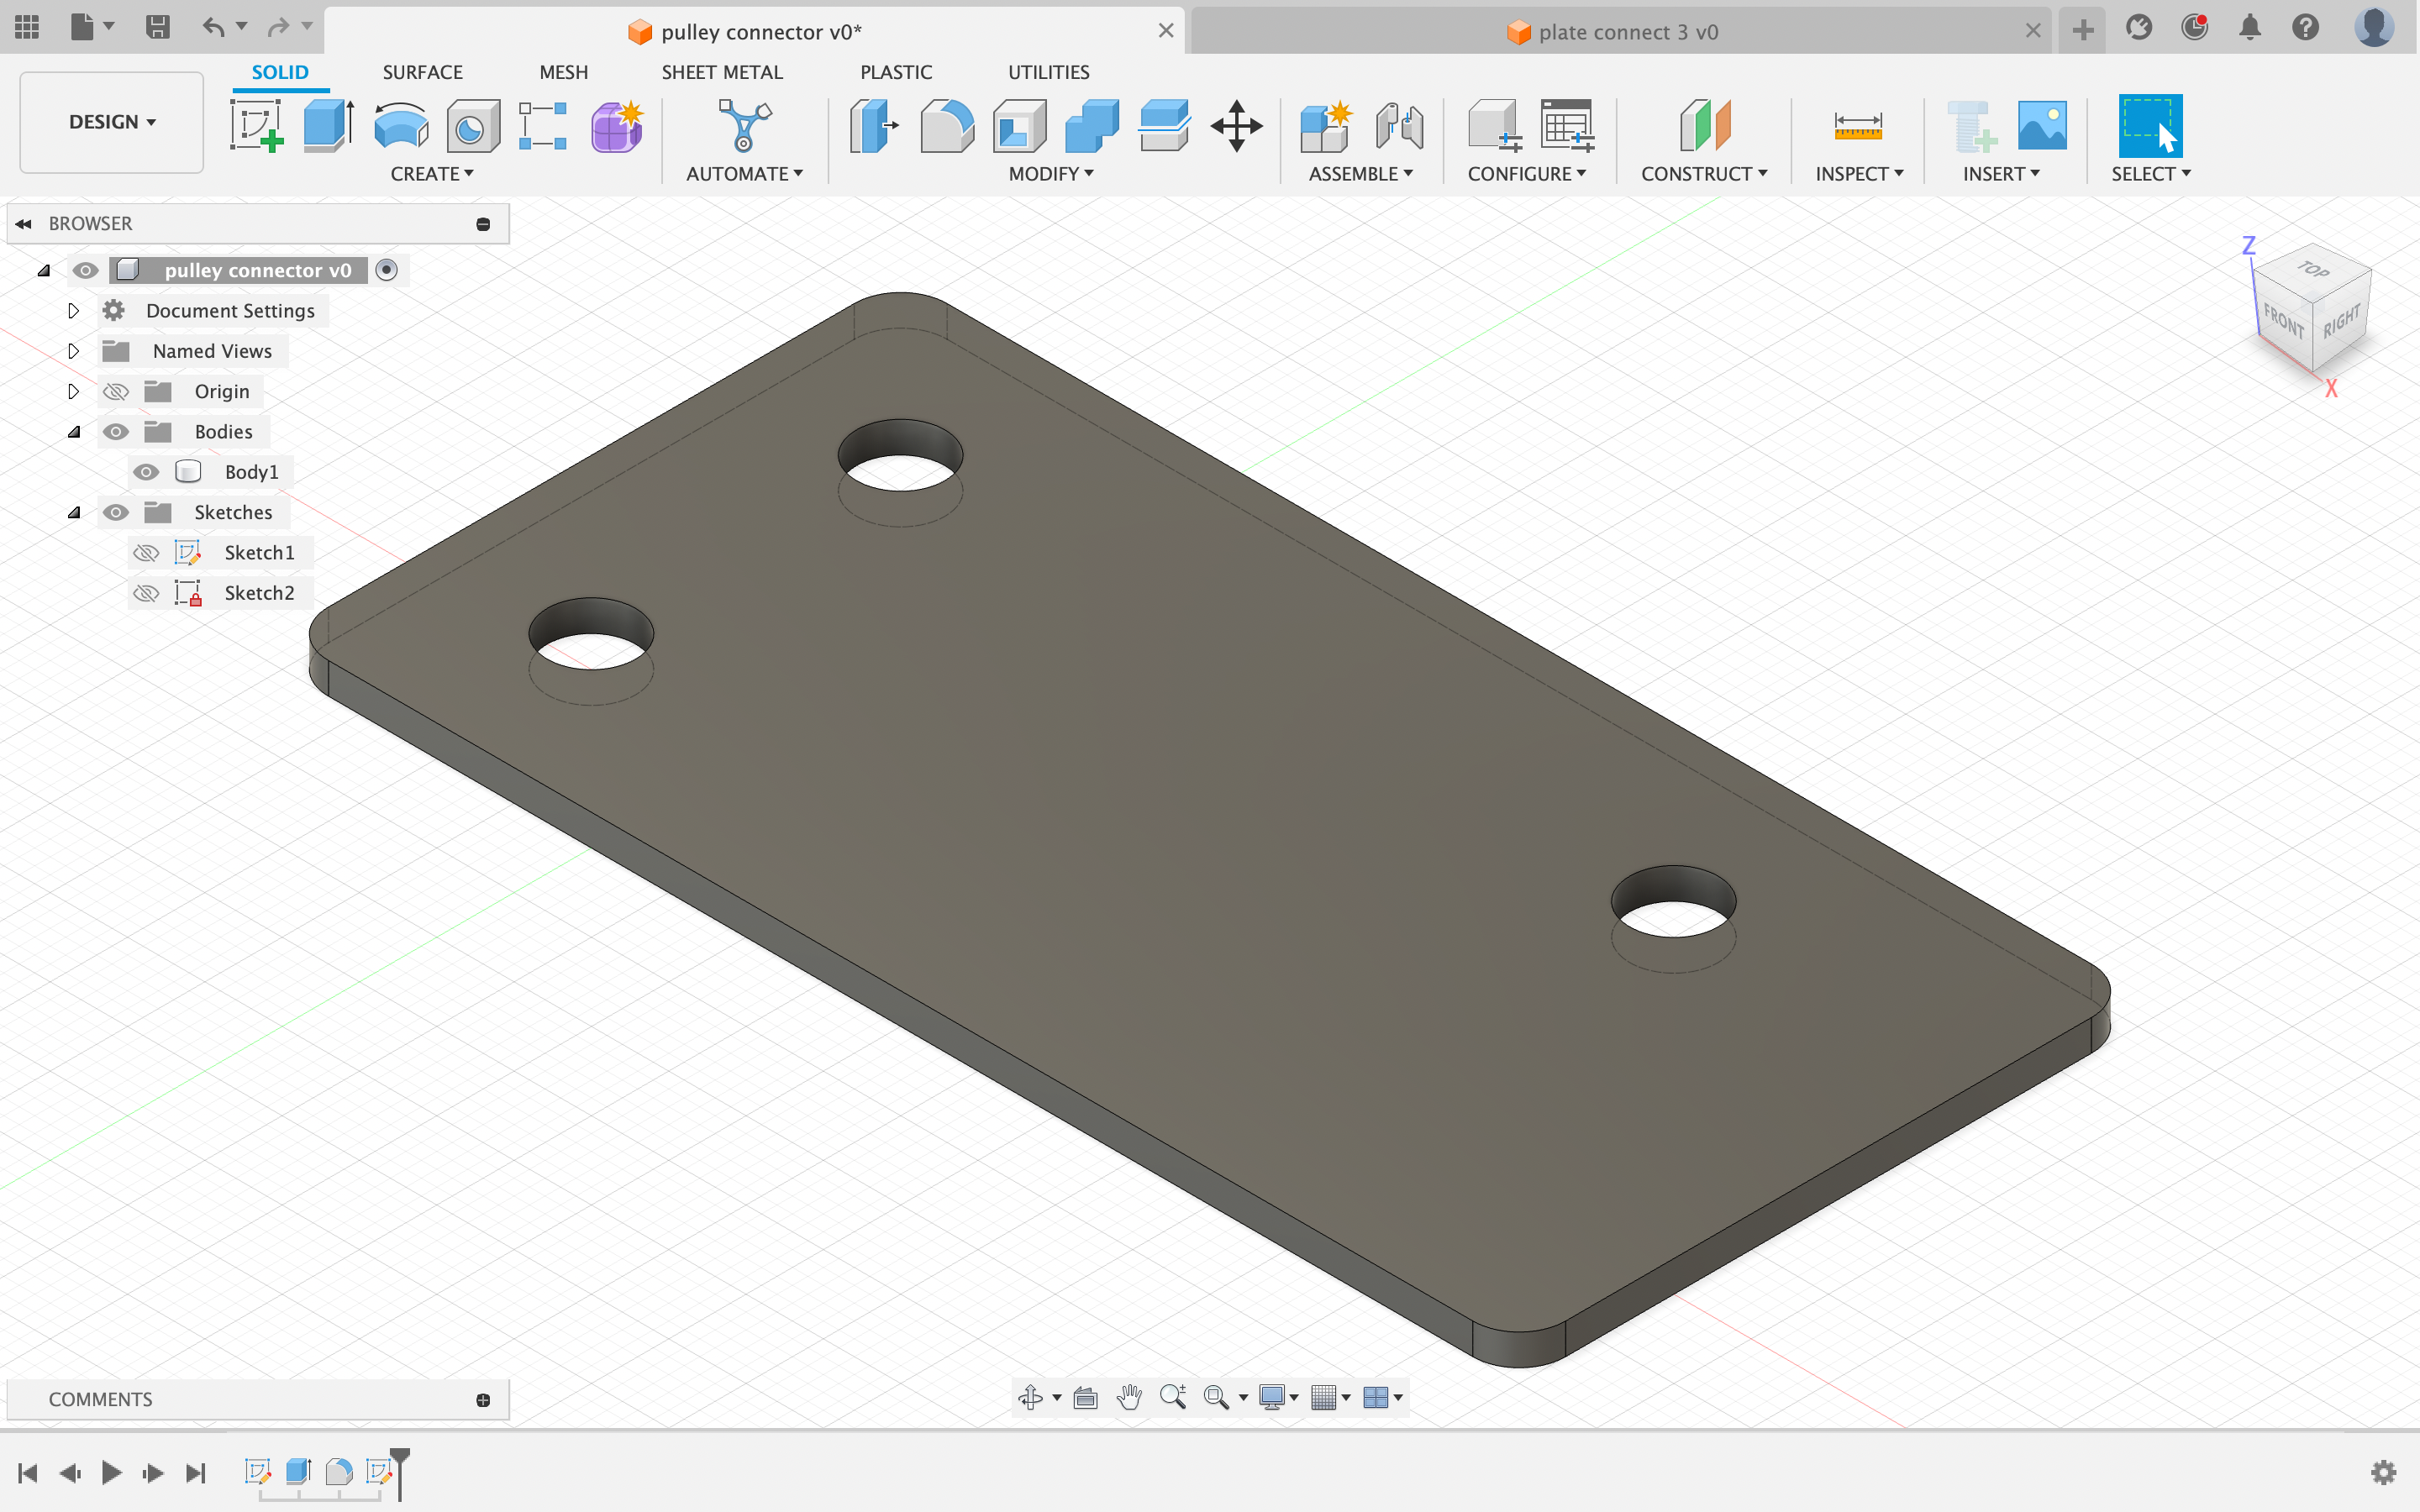 pulley connector v0*
plate connect 3 v0
DESIGN
SOLID
SURFACE
MESH
SHEET METAL
PLASTIC
UTILITIES
CREATE
AUTOMATE
MODIFY
ASSEMBLE
CONFIGURE
CONSTRUCT
INSPECT
INSERT
SELECT
BROWSER
pulley connector v0
Document Settings
Named Views
Origin
Bodies
Body1
Sketches
Sketch1
Sketch2
Z
TOP
FRONT
RIGHT
X
COMMENTS